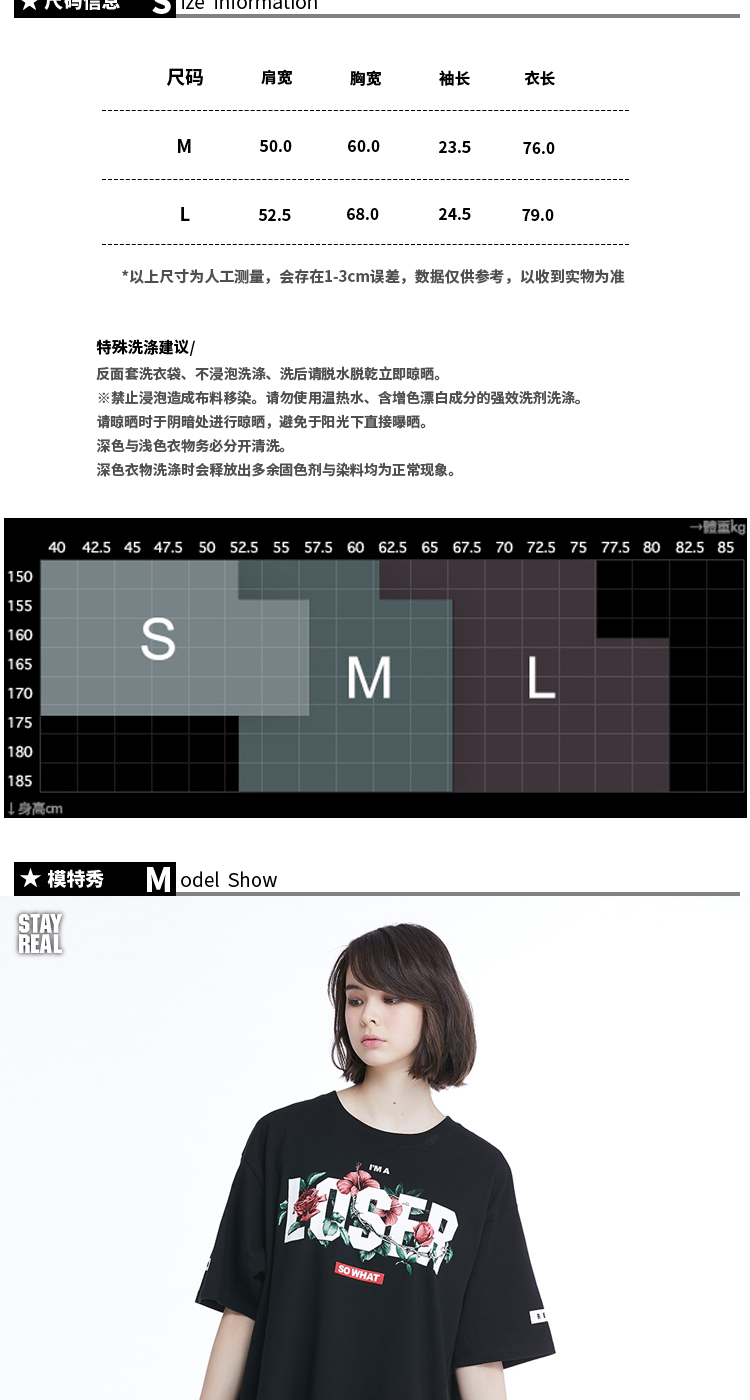 ★ 尺码信息 Size Information
尺码 肩宽 胸宽 袖长 衣长
M 50.0 60.0 23.5 76.0
L 52.5 68.0 24.5 79.0
*以上尺寸为人工测量，会存在1-3cm误差，数据仅供参考，以收到实物为准
特殊洗涤建议/
反面套洗衣袋、不浸泡洗涤、洗后请脱水脱乾立即晾晒。
※禁止浸泡造成布料移染。请勿使用温热水、含增色漂白成分的强效洗剂洗涤。
请晾晒时于阴暗处进行晾晒，避免于阳光下直接曝晒。
深色与浅色衣物务必分开清洗。
深色衣物洗涤时会释放出多余固色剂与染料均为正常现象。
→體重kg
40 42.5 45 47.5 50 52.5 55 57.5 60 62.5 65 67.5 70 72.5 75 77.5 80 82.5 85
150
155
160
165
170
175
180
185
S
M
L
↓身高cm
★ 模特秀 Model Show
STAY
REAL
I'M A
LOSER
SO WHAT